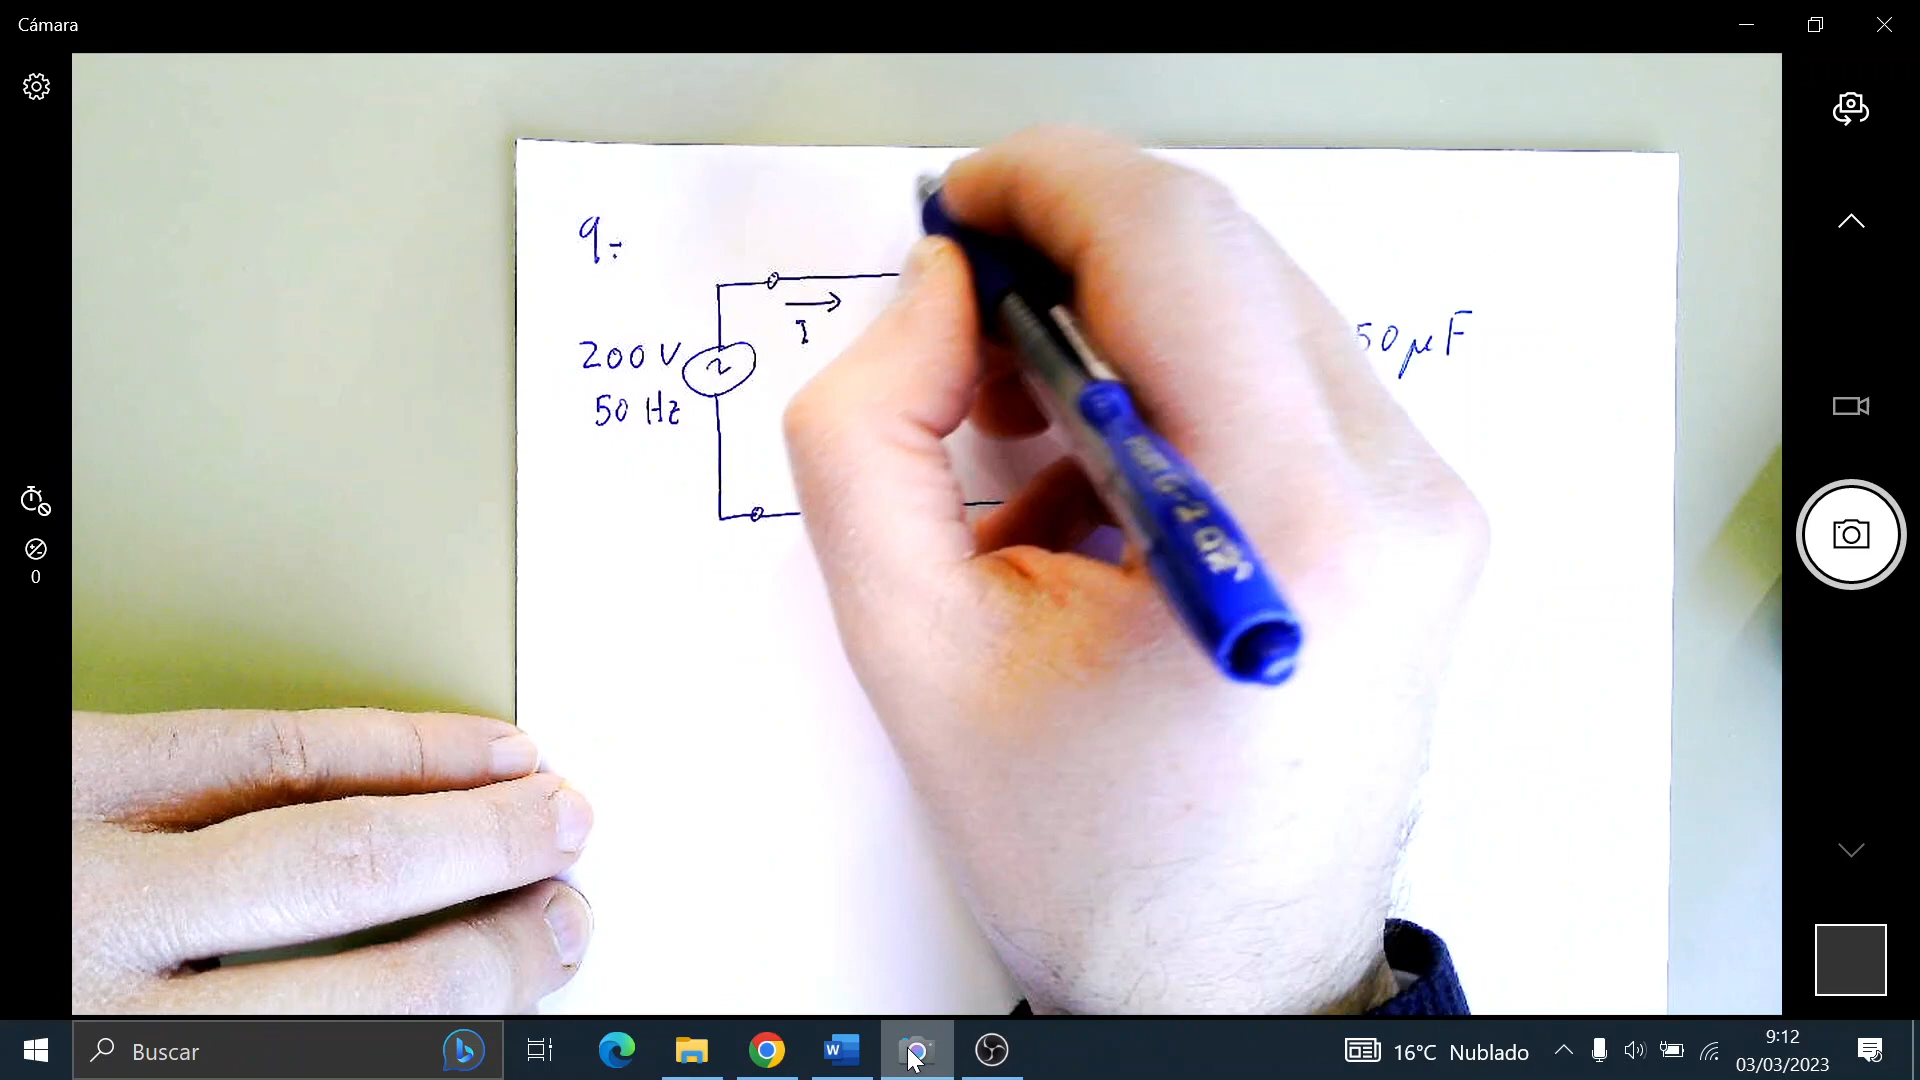 Cámara
9.-
200 V
50 Hz
I
50 µF
0
Buscar
16°C Nublado
9:12
03/03/2023